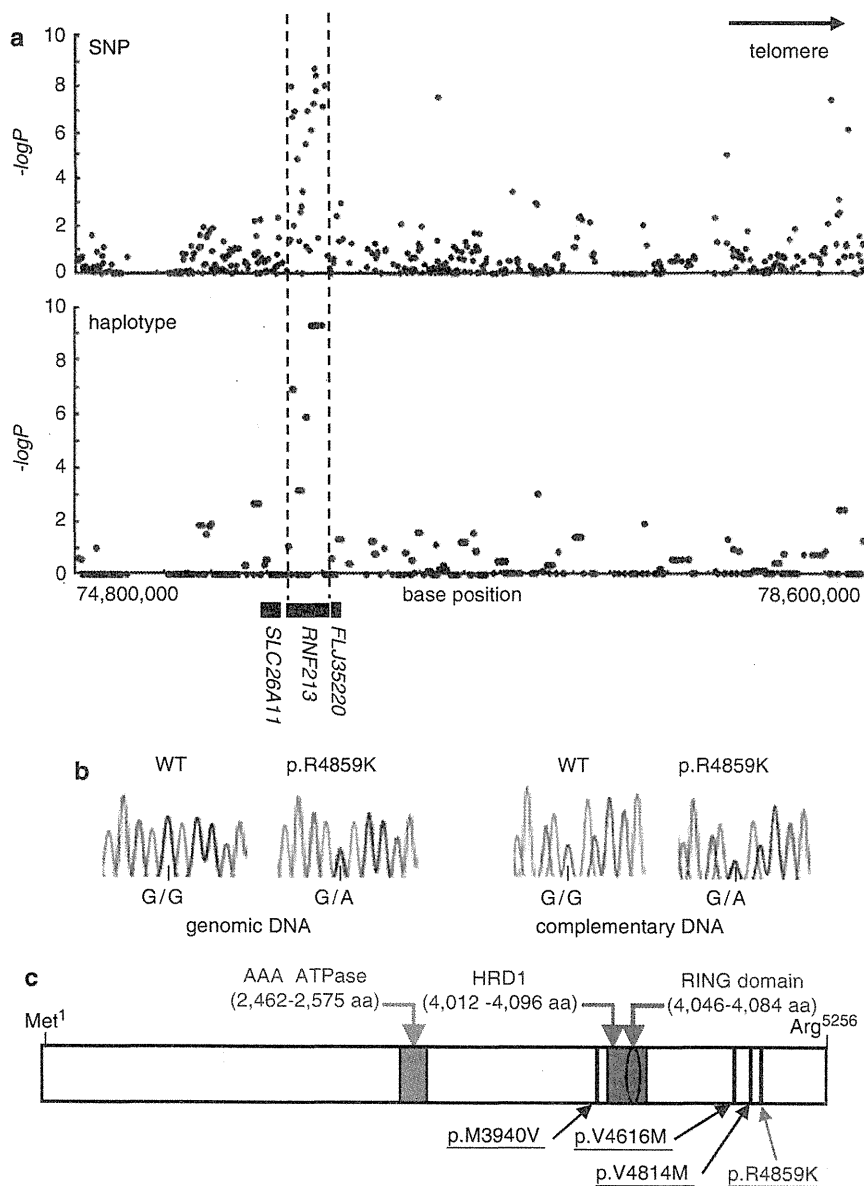 a
SNP
telomere
10
8
6
4
2
0
-logP
haplotype
10
8
6
4
2
0
-logP
74,800,000
base position
78,600,000
SLC26A11
RNF213
FLJ35220
b
WT
p.R4859K
WT
p.R4859K
G/G
G/A
G/G
G/A
genomic DNA
complementary DNA
c
AAA ATPase
(2,462-2,575 aa)
HRD1
(4,012 -4,096 aa)
RING domain
(4,046-4,084 aa)
Met1
Arg5256
p.M3940V
p.V4616M
p.V4814M
p.R4859K